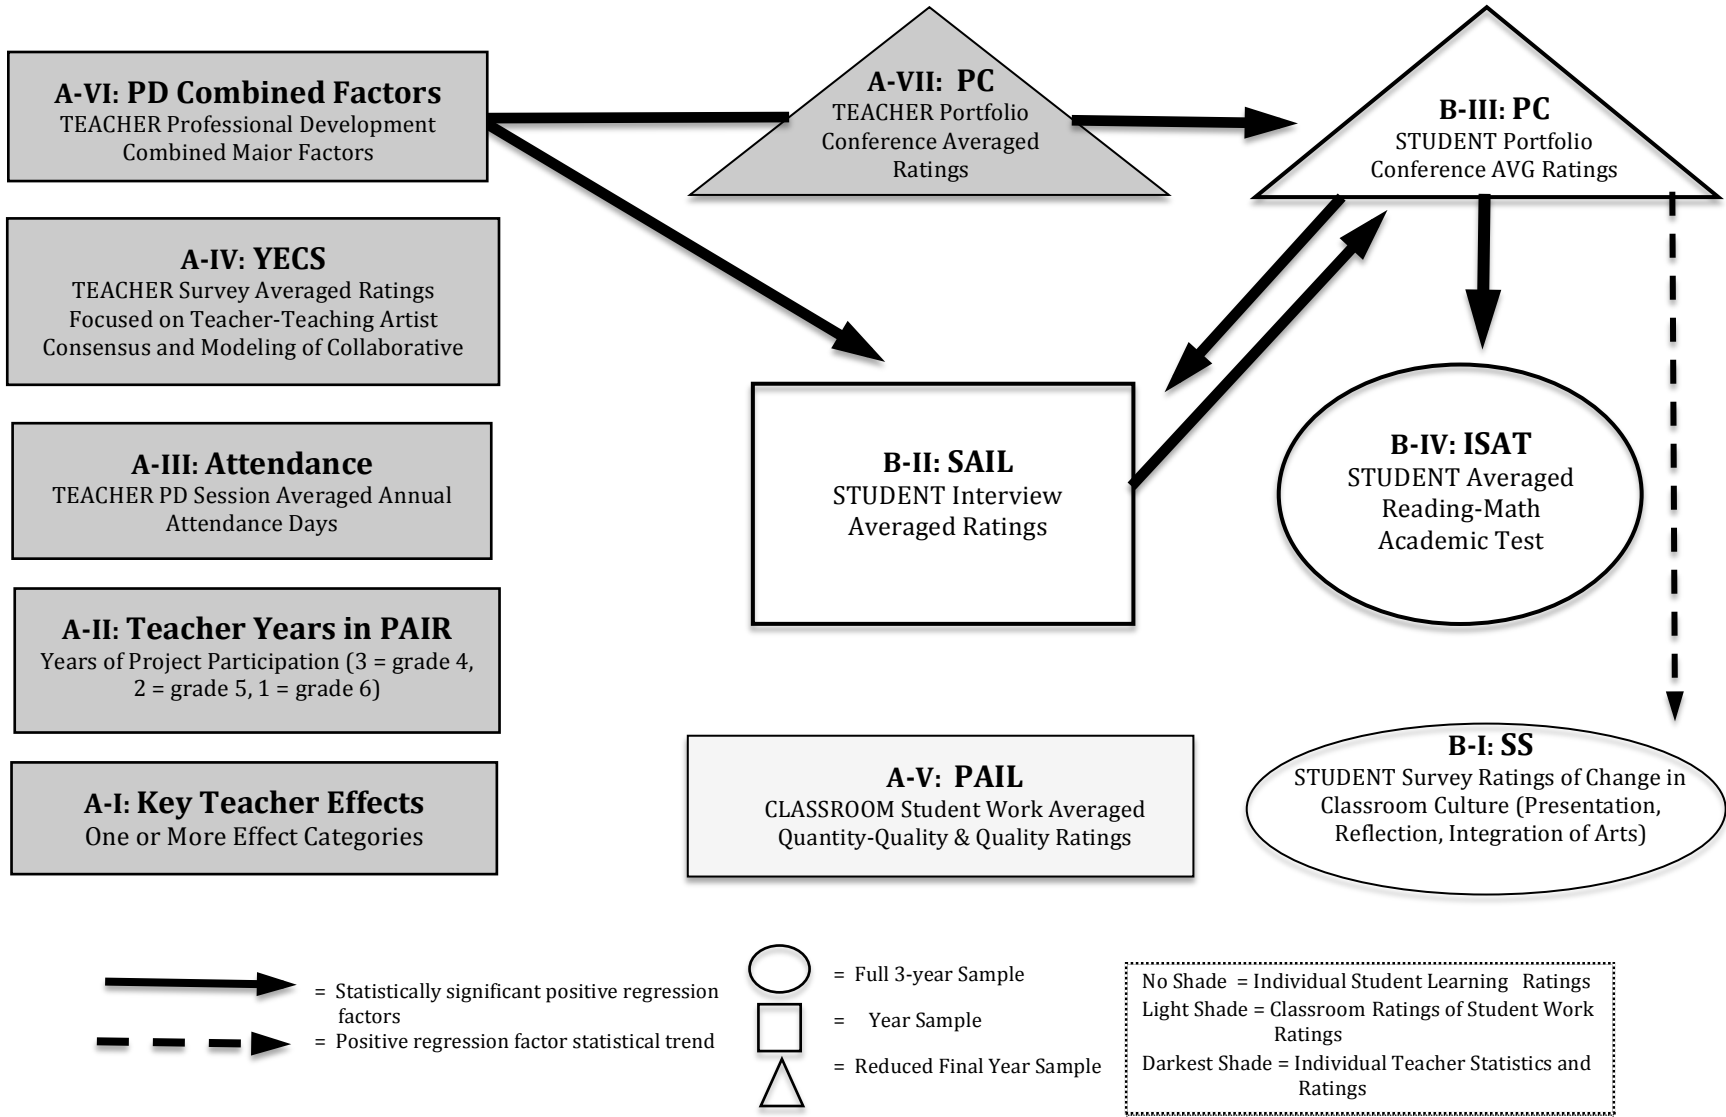 A-VI: PD Combined Factors
TEACHER Professional Development
Combined Major Factors
A-VII: PC
TEACHER Portfolio
Conference Averaged
Ratings
B-III: PC
STUDENT Portfolio
Conference AVG Ratings
A-IV: YECS
TEACHER Survey Averaged Ratings
Focused on Teacher-Teaching Artist
Consensus and Modeling of Collaborative
A-III: Attendance
TEACHER PD Session Averaged Annual
Attendance Days
B-II: SAIL
STUDENT Interview
Averaged Ratings
B-IV: ISAT
STUDENT Averaged
Reading-Math
Academic Test
A-II: Teacher Years in PAIR
Years of Project Participation (3 = grade 4,
2 = grade 5, 1 = grade 6)
A-I: Key Teacher Effects
One or More Effect Categories
A-V: PAIL
CLASSROOM Student Work Averaged
Quantity-Quality & Quality Ratings
B-I: SS
STUDENT Survey Ratings of Change in
Classroom Culture (Presentation,
Reflection, Integration of Arts)
= Statistically significant positive regression
factors
= Positive regression factor statistical trend
= Full 3-year Sample
= Year Sample
= Reduced Final Year Sample
No Shade = Individual Student Learning Ratings
Light Shade = Classroom Ratings of Student Work
Ratings
Darkest Shade = Individual Teacher Statistics and
Ratings